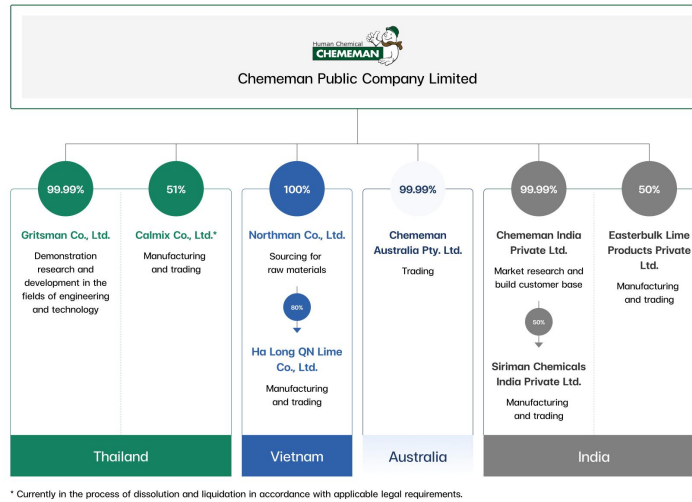 Human Chemical
CHEMEMAN
Chememan Public Company Limited
99.99%
51%
100%
99.99%
99.99%
50%
Gritsman Co., Ltd.
Demonstration
research and
development in the
fields of engineering
and technology
Calmix Co., Ltd.*
Manufacturing
and trading
Northman Co., Ltd.
Sourcing for
raw materials
80%
Ha Long QN Lime
Co., Ltd.
Manufacturing
and trading
Chememan
Australia Pty. Ltd.
Trading
Chememan India
Private Ltd.
Market research and
build customer base
50%
Siriman Chemicals
India Private Ltd.
Manufacturing
and trading
Easterbulk Lime
Products Private
Ltd.
Manufacturing
and trading
Thailand
Vietnam
Australia
India
* Currently in the process of dissolution and liquidation in accordance with applicable legal requirements.